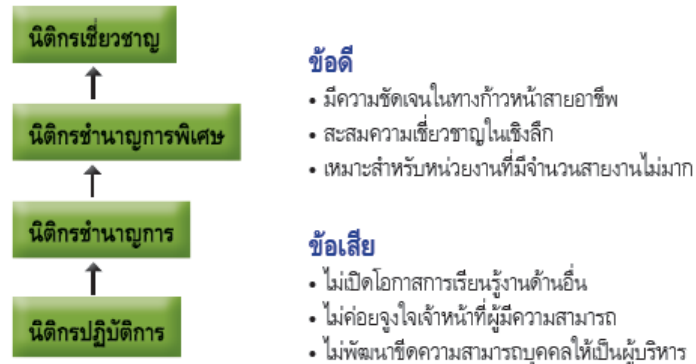 นิติกรเชี่ยวชาญ
นิติกรชำนาญการพิเศษ
นิติกรชำนาญการ
นิติกรปฏิบัติการ
ข้อดี
• มีความชัดเจนในทางก้าวหน้าสายอาชีพ
• สะสมความเชี่ยวชาญในเชิงลึก
• เหมาะสำหรับหน่วยงานที่มีจำนวนสายงานไม่มาก
ข้อเสีย
• ไม่เปิดโอกาสการเรียนรู้งานด้านอื่น
• ไม่ค่อยจูงใจเจ้าหน้าที่ผู้มีความสามารถ
• ไม่พัฒนาขีดความสามารถบุคคลให้เป็นผู้บริหาร